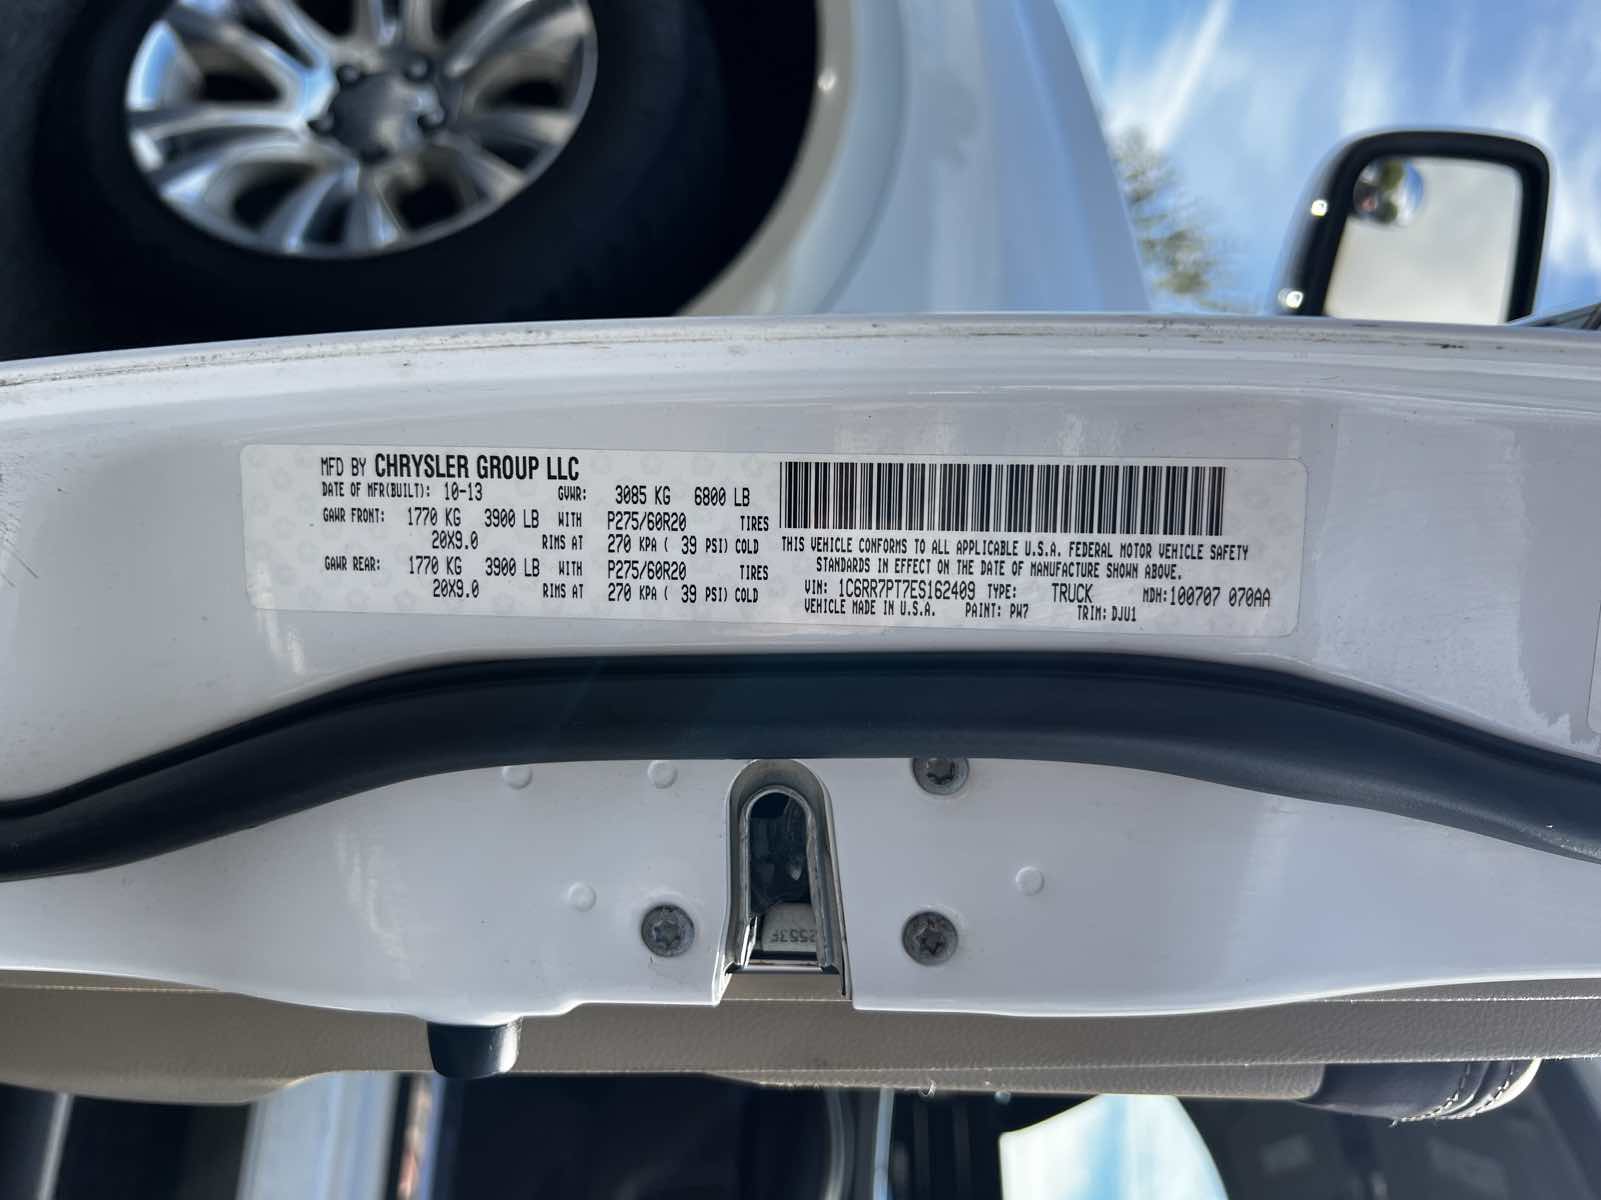 MFD BY CHRYSLER GROUP LLC
DATE OF MFR(BUILT): 10-13 GVWR: 3085 KG 6800 LB
GAWR FRONT: 1770 KG 3900 LB WITH P275/60R20 TIRES
20X9.0 RIMS AT 270 KPA ( 39 PSI) COLD
GAWR REAR: 1770 KG 3900 LB WITH P275/60R20 TIRES
20X9.0 RIMS AT 270 KPA ( 39 PSI) COLD
THIS VEHICLE CONFORMS TO ALL APPLICABLE U.S.A. FEDERAL MOTOR VEHICLE SAFETY
STANDARDS IN EFFECT ON THE DATE OF MANUFACTURE SHOWN ABOVE.
VIN: 1C6RR7PT7ES162409 TYPE: TRUCK MDH: 100707 070AA
VEHICLE MADE IN U.S.A. PAINT: PW7 TRIM: DJU1